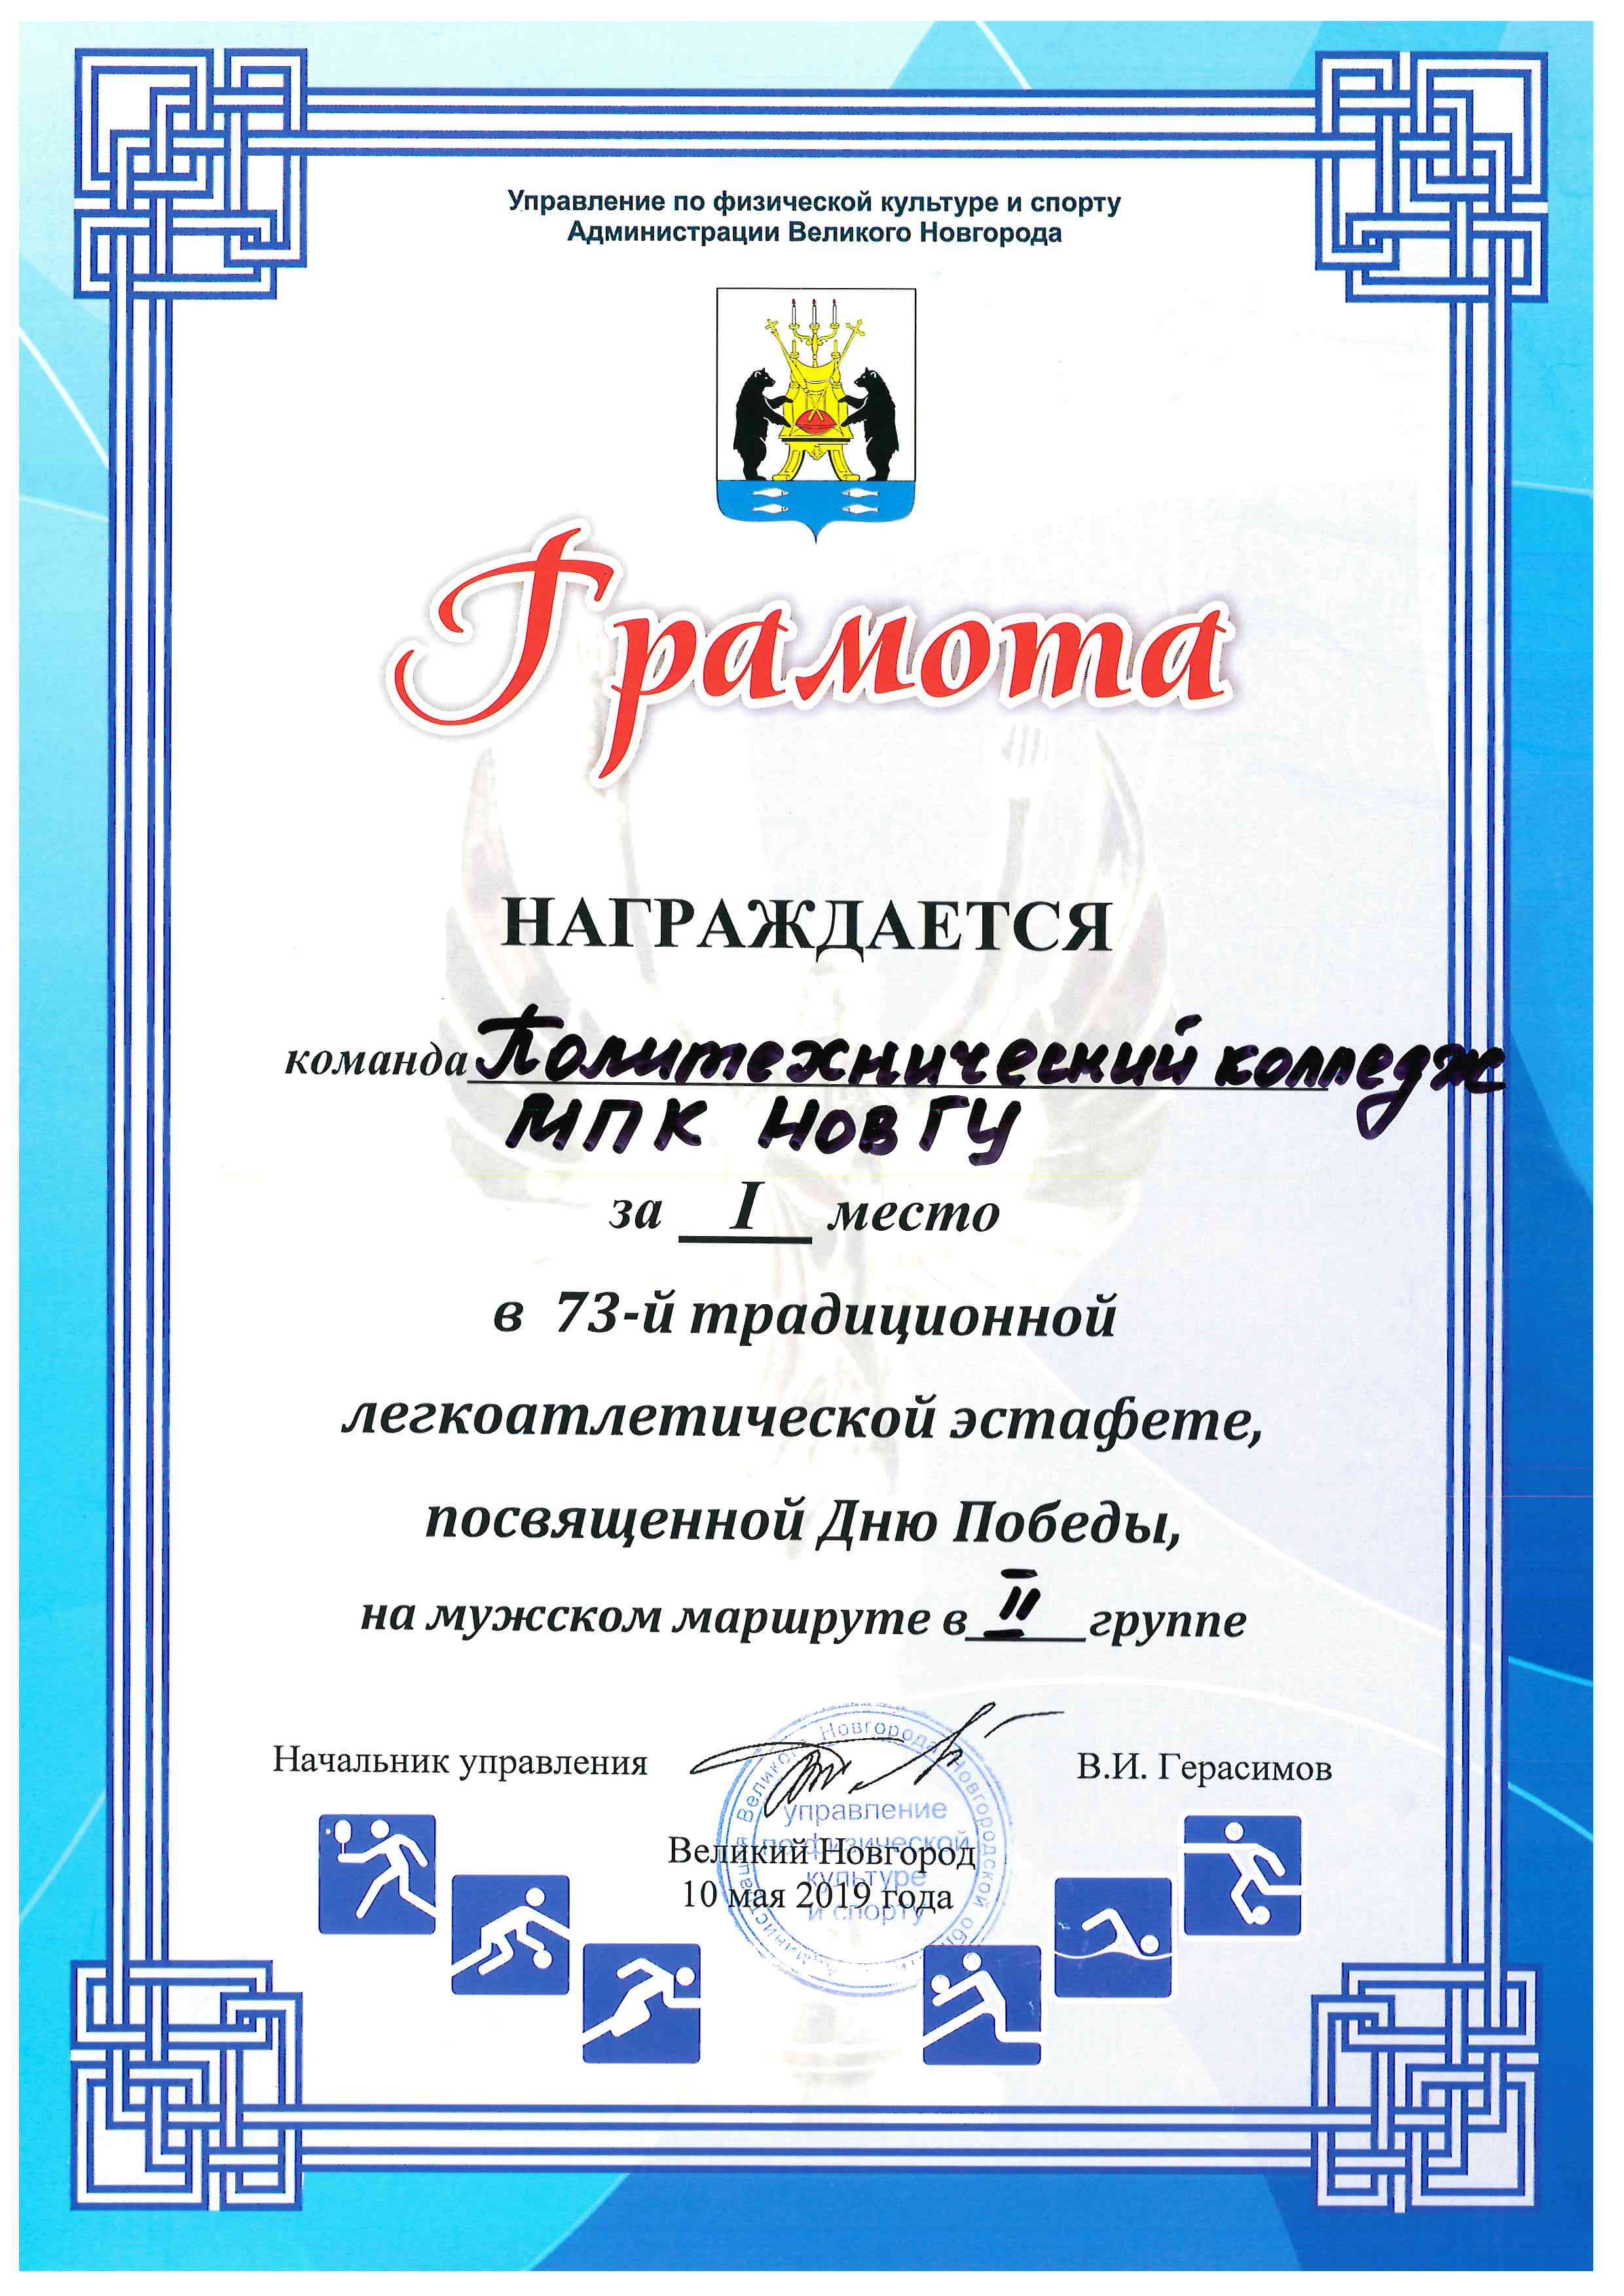 Управление по физической культуре и спорту
Администрации Великого Новгорода
Грамота
НАГРАЖДАЕТСЯ
команда Политехнический колледж
МПК НовГУ
за I место
в 73-й традиционной
легкоатлетической эстафете,
посвященной Дню Победы,
на мужском маршруте в II группе
Начальник управления В.И. Герасимов
Администрация Великого Новгорода Новгородской
управление
по физической
культуре
и спорту
Великий Новгород
10 мая 2019 года